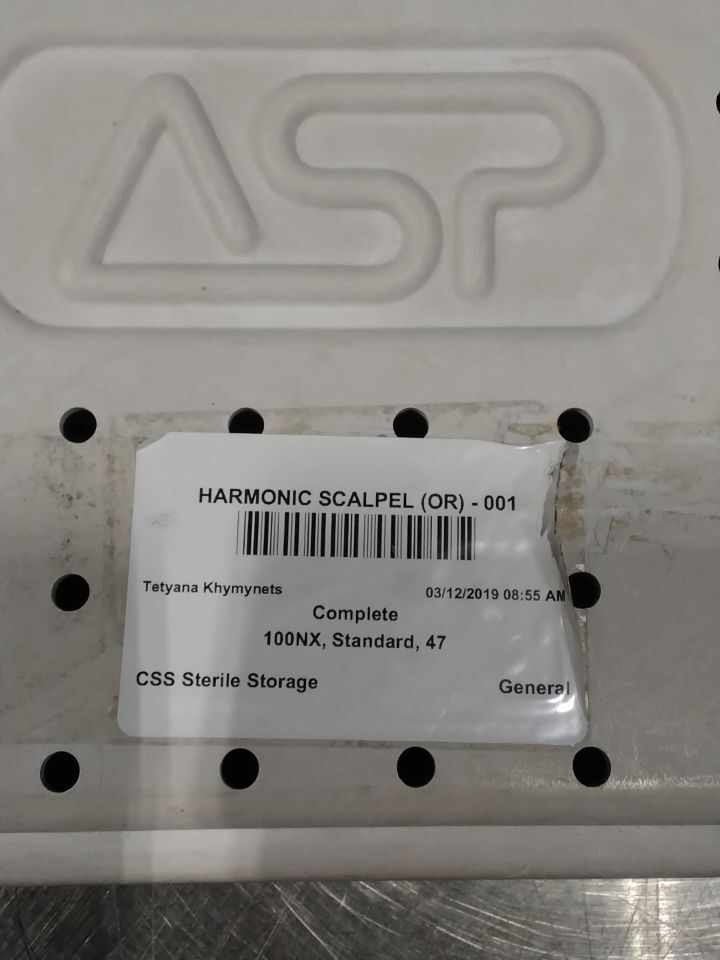 ASP
HARMONIC SCALPEL (OR) - 001
Tetyana Khymynets 03/12/2019 08:55 AM
Complete
100NX, Standard, 47
CSS Sterile Storage General